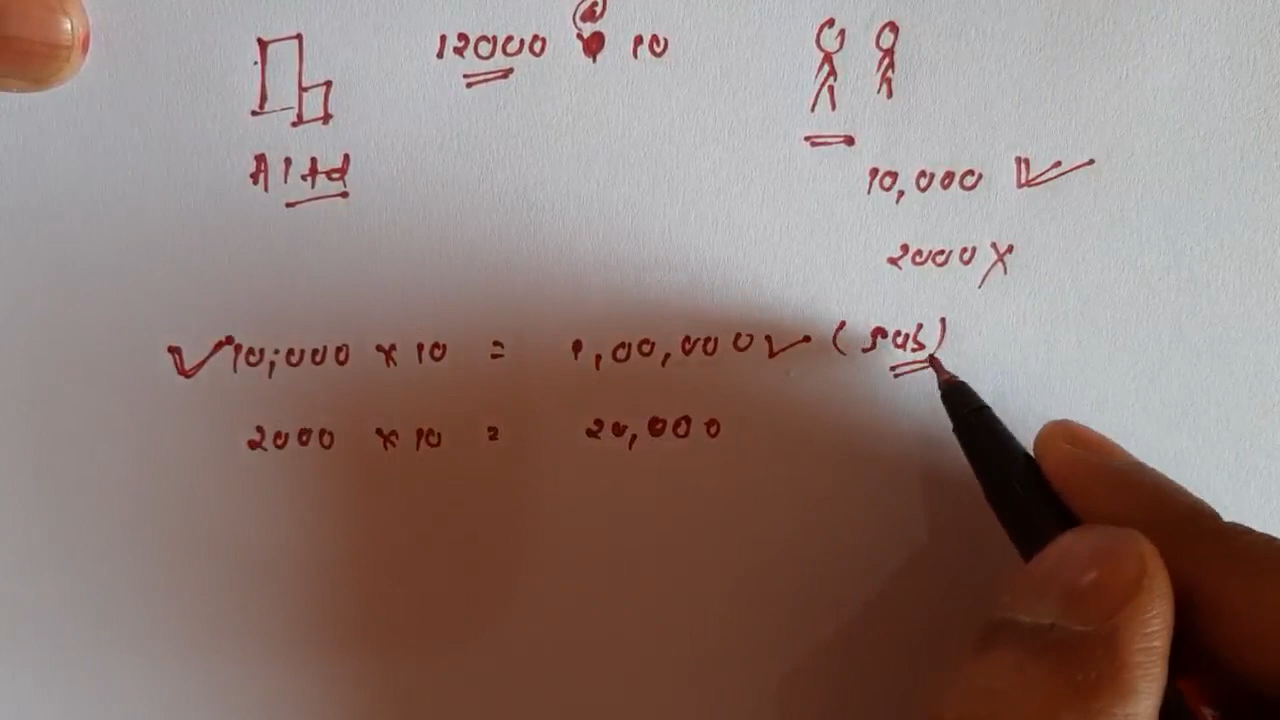 12000 @ 10
A ltd
10,000 ✓
2000 X
✓ 10,000 x 10 = 1,00,000 ✓ (sub)
2000 x 10 = 20,000